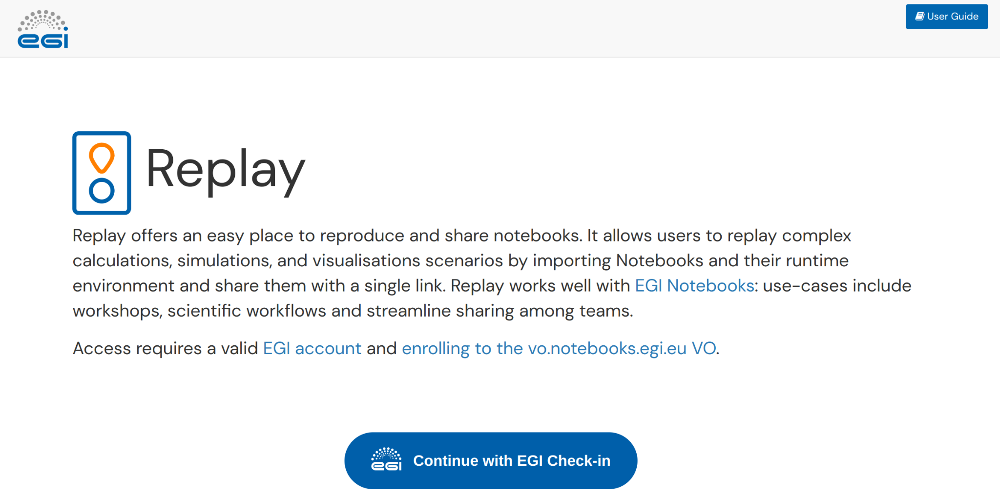 egi
User Guide
Replay
Replay offers an easy place to reproduce and share notebooks. It allows users to replay complex
calculations, simulations, and visualisations scenarios by importing Notebooks and their runtime
environment and share them with a single link. Replay works well with EGI Notebooks: use-cases include
workshops, scientific workflows and streamline sharing among teams.
Access requires a valid EGI account and enrolling to the vo.notebooks.egi.eu VO.
egi Continue with EGI Check-in